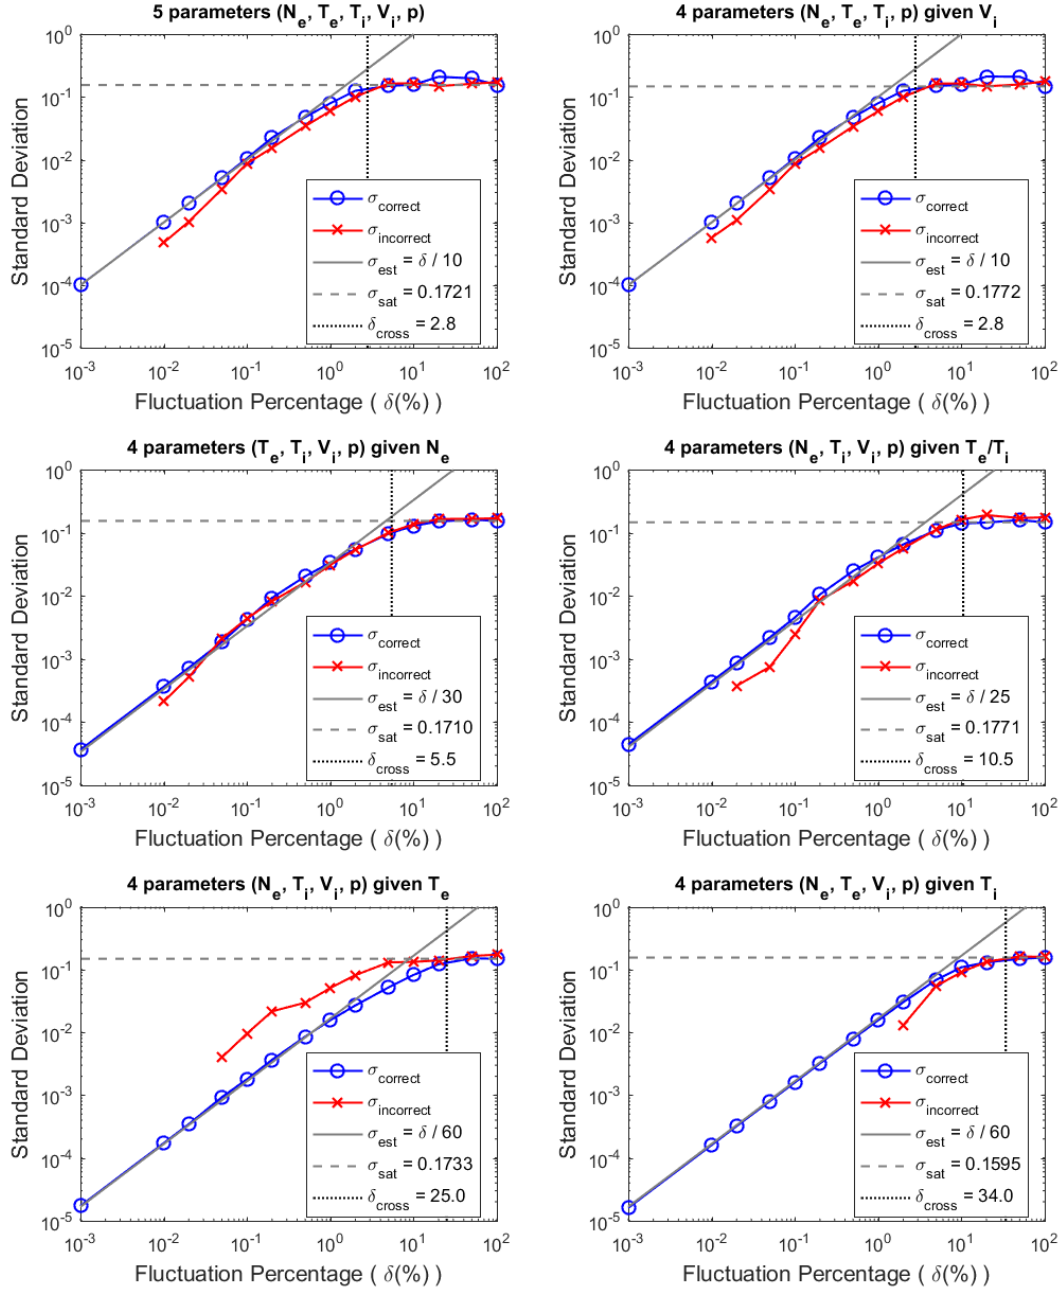 5 parameters (Ne, Te, Ti, Vi, p)
10^0
10^-1
10^-2
10^-3
10^-4
10^-5
Standard Deviation
σcorrect
σincorrect
σest = δ / 10
σsat = 0.1721
δcross = 2.8
10^-3 10^-2 10^-1 10^0 10^1 10^2
Fluctuation Percentage ( δ(%) )
4 parameters (Ne, Te, Ti, p) given Vi
10^0
10^-1
10^-2
10^-3
10^-4
10^-5
Standard Deviation
σcorrect
σincorrect
σest = δ / 10
σsat = 0.1772
δcross = 2.8
10^-3 10^-2 10^-1 10^0 10^1 10^2
Fluctuation Percentage ( δ(%) )
4 parameters (Te, Ti, Vi, p) given Ne
10^0
10^-1
10^-2
10^-3
10^-4
10^-5
Standard Deviation
σcorrect
σincorrect
σest = δ / 30
σsat = 0.1710
δcross = 5.5
10^-3 10^-2 10^-1 10^0 10^1 10^2
Fluctuation Percentage ( δ(%) )
4 parameters (Ne, Ti, Vi, p) given Te/Ti
10^0
10^-1
10^-2
10^-3
10^-4
10^-5
Standard Deviation
σcorrect
σincorrect
σest = δ / 25
σsat = 0.1771
δcross = 10.5
10^-3 10^-2 10^-1 10^0 10^1 10^2
Fluctuation Percentage ( δ(%) )
4 parameters (Ne, Ti, Vi, p) given Te
10^0
10^-1
10^-2
10^-3
10^-4
10^-5
Standard Deviation
σcorrect
σincorrect
σest = δ / 60
σsat = 0.1733
δcross = 25.0
10^-3 10^-2 10^-1 10^0 10^1 10^2
Fluctuation Percentage ( δ(%) )
4 parameters (Ne, Te, Vi, p) given Ti
10^0
10^-1
10^-2
10^-3
10^-4
10^-5
Standard Deviation
σcorrect
σincorrect
σest = δ / 60
σsat = 0.1595
δcross = 34.0
10^-3 10^-2 10^-1 10^0 10^1 10^2
Fluctuation Percentage ( δ(%) )